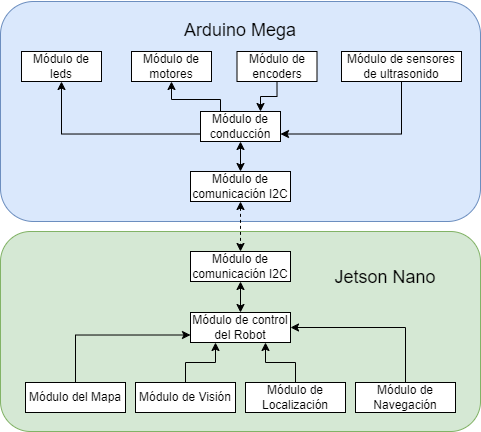 Arduino Mega
Módulo de
leds
Módulo de
motores
Módulo de
encoders
Módulo de sensores
de ultrasonido
Módulo de
conducción
Módulo de
comunicación I2C
Módulo de
comunicación I2C
Jetson Nano
Módulo de control
del Robot
Módulo del Mapa
Módulo de Visión
Módulo de
Localización
Módulo de
Navegación